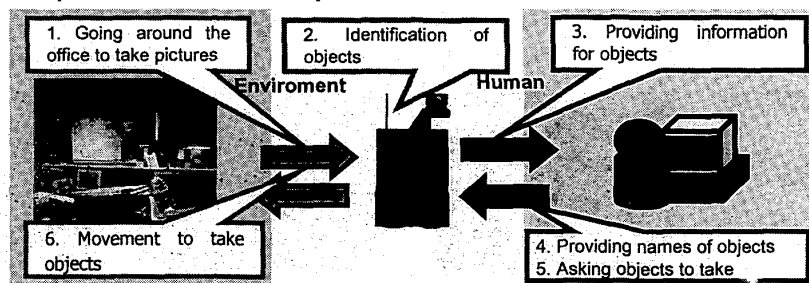 1. Going around the
office to take pictures
2. Identification of
objects
3. Providing information
for objects
Enviroment
Human
6. Movement to take
objects
4. Providing names of objects
5. Asking objects to take